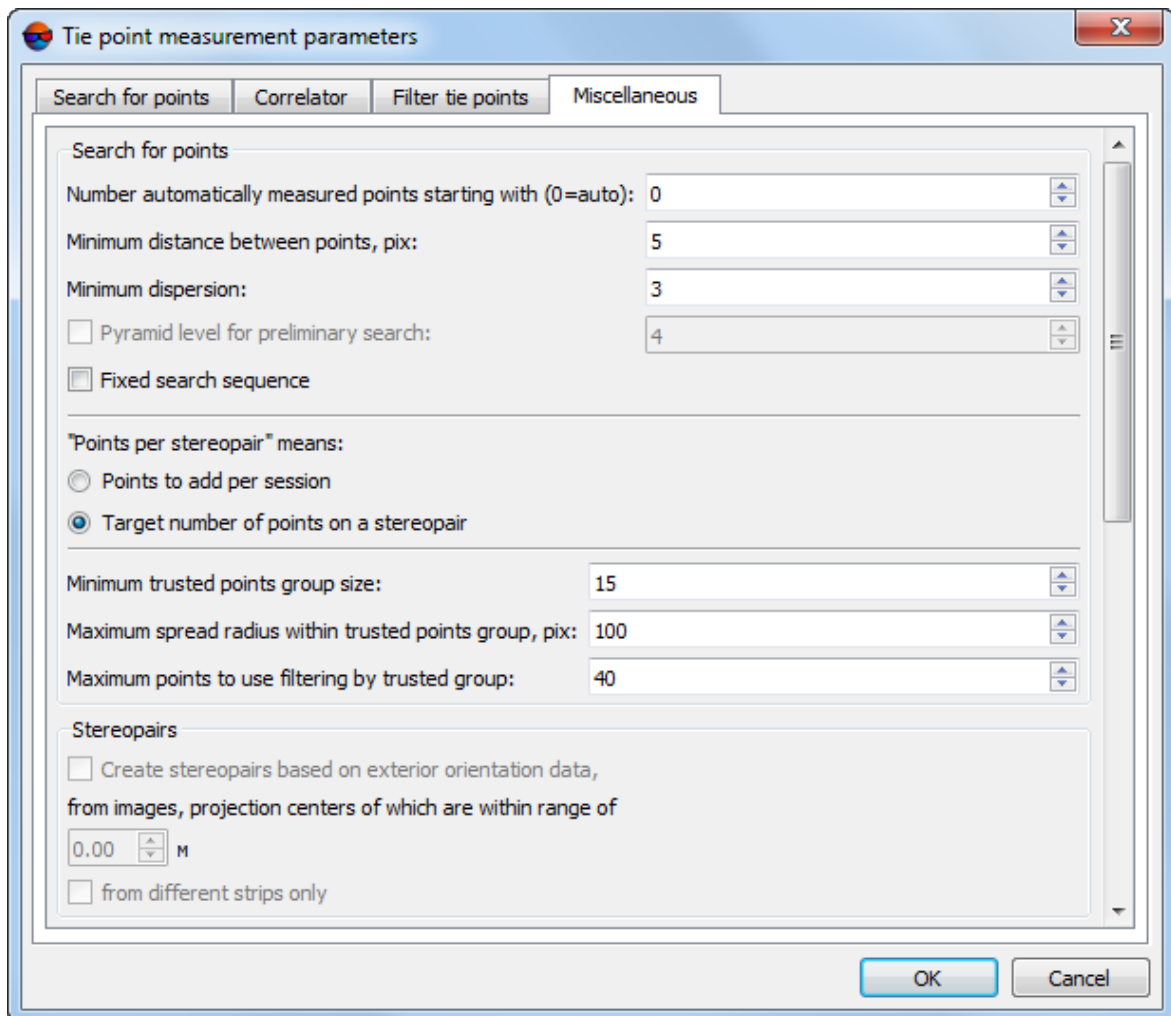 Tie point measurement parameters
Search for points
Correlator
Filter tie points
Miscellaneous
Search for points
Number automatically measured points starting with (0=auto): 0
Minimum distance between points, pix: 5
Minimum dispersion: 3
Pyramid level for preliminary search: 4
Fixed search sequence
"Points per stereopair" means:
Points to add per session
Target number of points on a stereopair
Minimum trusted points group size: 15
Maximum spread radius within trusted points group, pix: 100
Maximum points to use filtering by trusted group: 40
Stereopairs
Create stereopairs based on exterior orientation data,
from images, projection centers of which are within range of
0.00 м
from different strips only
OK
Cancel